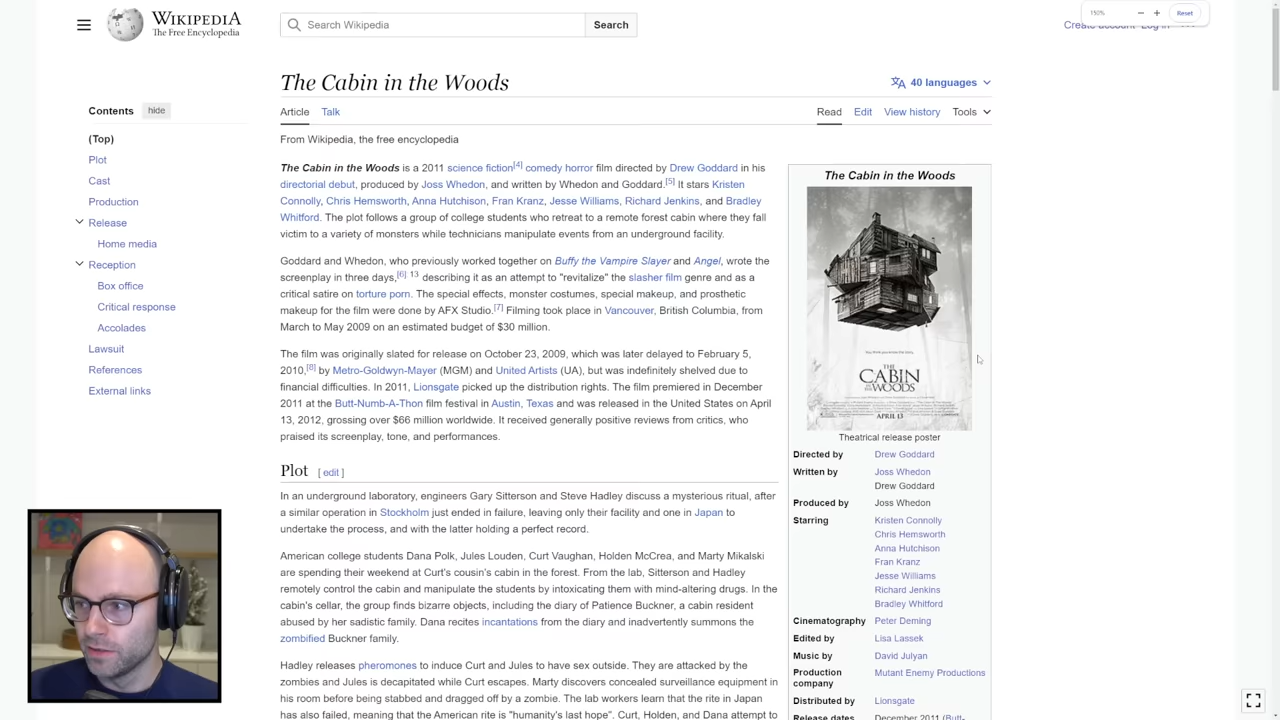 WIKIPEDIA
The Free Encyclopedia
Search Wikipedia
Search
150%
Reset
Create account Log in
The Cabin in the Woods
40 languages
Contents hide
Article Talk
Read Edit View history Tools
(Top)
Plot
Cast
Production
Release
Home media
Reception
Box office
Critical response
Accolades
Lawsuit
References
External links
From Wikipedia, the free encyclopedia
The Cabin in the Woods is a 2011 science fiction[4] comedy horror film directed by Drew Goddard in his
directorial debut, produced by Joss Whedon, and written by Whedon and Goddard.[5] It stars Kristen
Connolly, Chris Hemsworth, Anna Hutchison, Fran Kranz, Jesse Williams, Richard Jenkins, and Bradley
Whitford. The plot follows a group of college students who retreat to a remote forest cabin where they fall
victim to a variety of monsters while technicians manipulate events from an underground facility.
Goddard and Whedon, who previously worked together on Buffy the Vampire Slayer and Angel, wrote the
screenplay in three days,[6] 13 describing it as an attempt to "revitalize" the slasher film genre and as a
critical satire on torture porn. The special effects, monster costumes, special makeup, and prosthetic
makeup for the film were done by AFX Studio.[7] Filming took place in Vancouver, British Columbia, from
March to May 2009 on an estimated budget of $30 million.
The film was originally slated for release on October 23, 2009, which was later delayed to February 5,
2010,[8] by Metro-Goldwyn-Mayer (MGM) and United Artists (UA), but was indefinitely shelved due to
financial difficulties. In 2011, Lionsgate picked up the distribution rights. The film premiered in December
2011 at the Butt-Numb-A-Thon film festival in Austin, Texas and was released in the United States on April
13, 2012, grossing over $66 million worldwide. It received generally positive reviews from critics, who
praised its screenplay, tone, and performances.
Plot [ edit ]
In an underground laboratory, engineers Gary Sitterson and Steve Hadley discuss a mysterious ritual, after
a similar operation in Stockholm just ended in failure, leaving only their facility and one in Japan to
undertake the process, and with the latter holding a perfect record.
American college students Dana Polk, Jules Louden, Curt Vaughan, Holden McCrea, and Marty Mikalski
are spending their weekend at Curt's cousin's cabin in the forest. From the lab, Sitterson and Hadley
remotely control the cabin and manipulate the students by intoxicating them with mind-altering drugs. In the
cabin's cellar, the group finds bizarre objects, including the diary of Patience Buckner, a cabin resident
abused by her sadistic family. Dana recites incantations from the diary and inadvertently summons the
zombified Buckner family.
Hadley releases pheromones to induce Curt and Jules to have sex outside. They are attacked by the
zombies and Jules is decapitated while Curt escapes. Marty discovers concealed surveillance equipment in
his room before being stabbed and dragged off by a zombie. The lab workers learn that the rite in Japan
has also failed, meaning that the American rite is "humanity's last hope". Curt, Holden, and Dana attempt to
The Cabin in the Woods
THE
CABIN
IN THE
WOODS
APRIL 13
Theatrical release poster
Directed by Drew Goddard
Written by Joss Whedon
Drew Goddard
Produced by Joss Whedon
Starring Kristen Connolly
Chris Hemsworth
Anna Hutchison
Fran Kranz
Jesse Williams
Richard Jenkins
Bradley Whitford
Cinematography Peter Deming
Edited by Lisa Lassek
Music by David Julyan
Production company Mutant Enemy Productions
Distributed by Lionsgate
Release dates December 2011 (Butt-